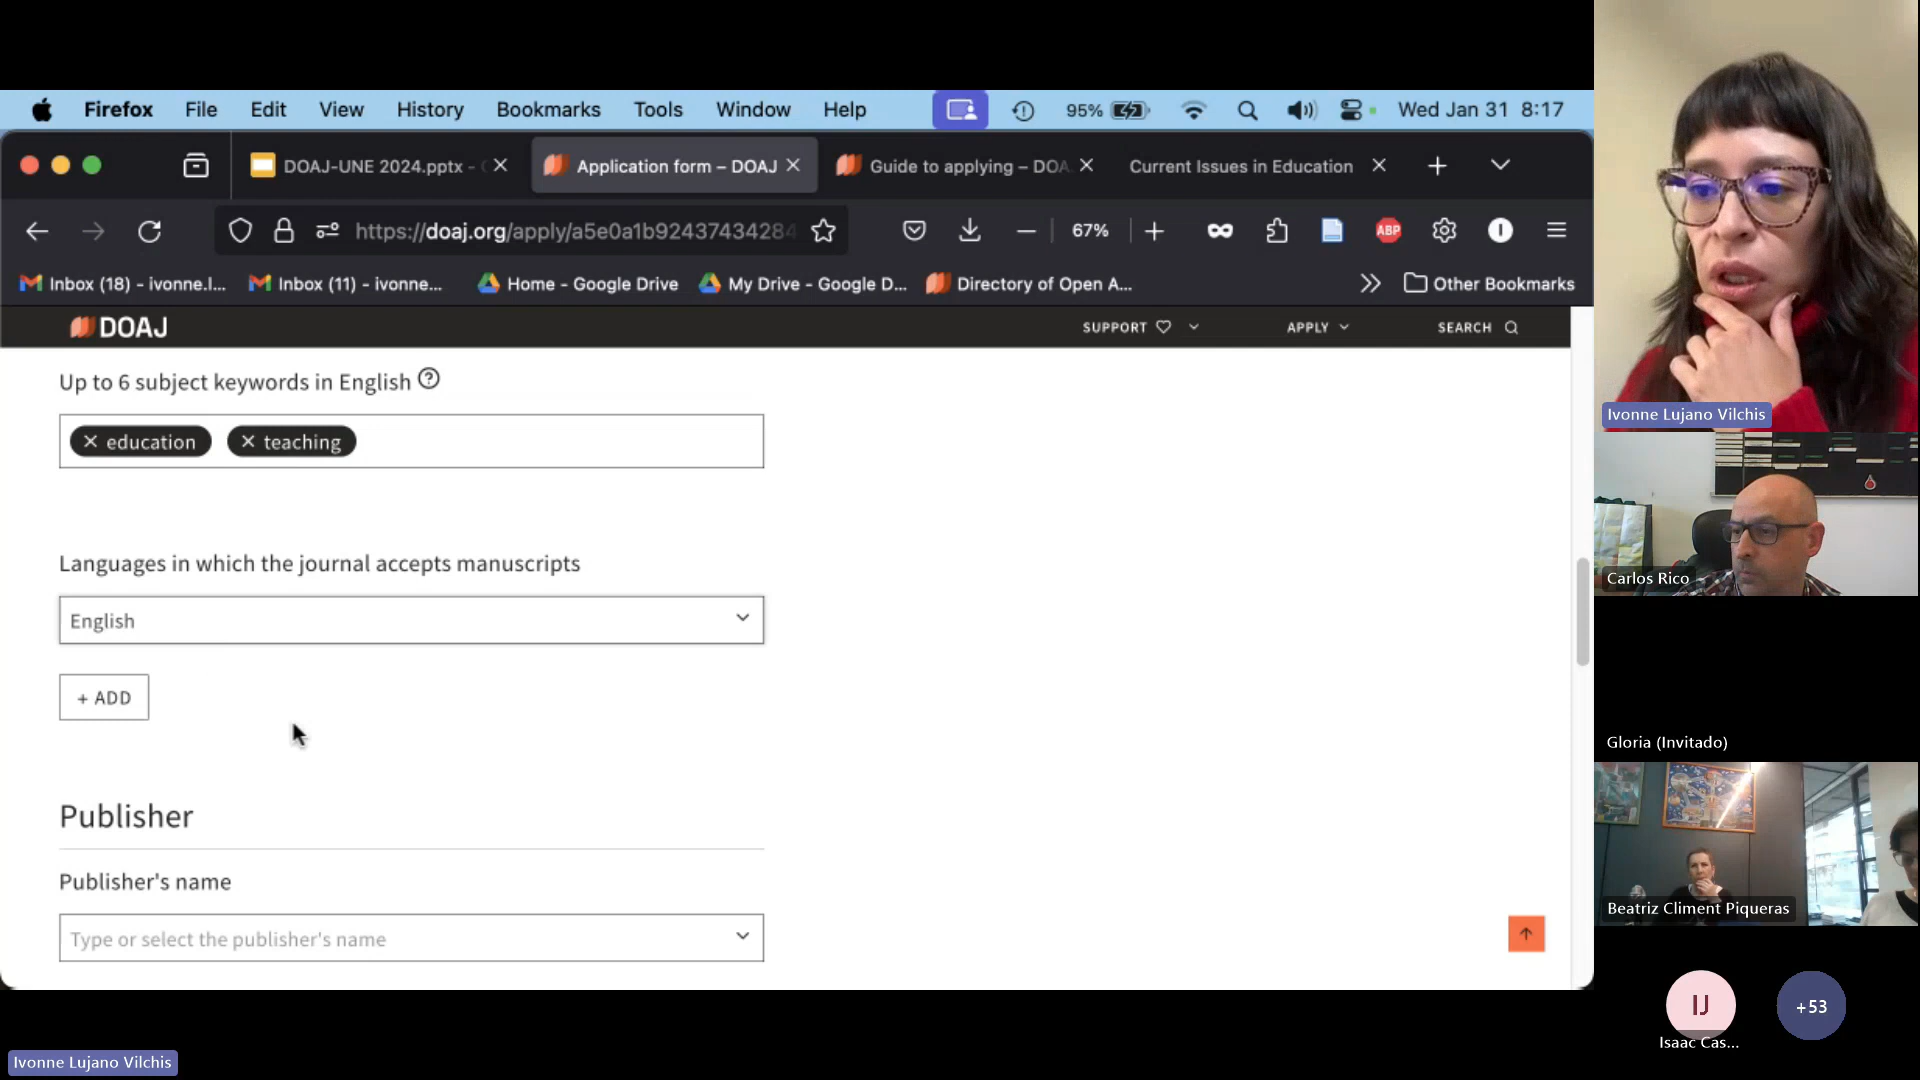 Firefox File Edit View History Bookmarks Tools Window Help 95% Wed Jan 31 8:17
DOAJ-UNE 2024.pptx - Application form – DOAJ Guide to applying – DOA Current Issues in Education
https://doaj.org/apply/a5e0a1b92437434284 67% ABP
Inbox (18) - ivonne.l... Inbox (11) - ivonne... Home - Google Drive My Drive - Google D... Directory of Open A... Other Bookmarks
DOAJ SUPPORT APPLY SEARCH
Up to 6 subject keywords in English
education teaching
Languages in which the journal accepts manuscripts
English
+ ADD
Publisher
Publisher's name
Type or select the publisher's name
Ivonne Lujano Vilchis
Carlos Rico
Gloria (Invitado)
Beatriz Climent Piqueras
IJ +53
Isaac Cas...
Ivonne Lujano Vilchis